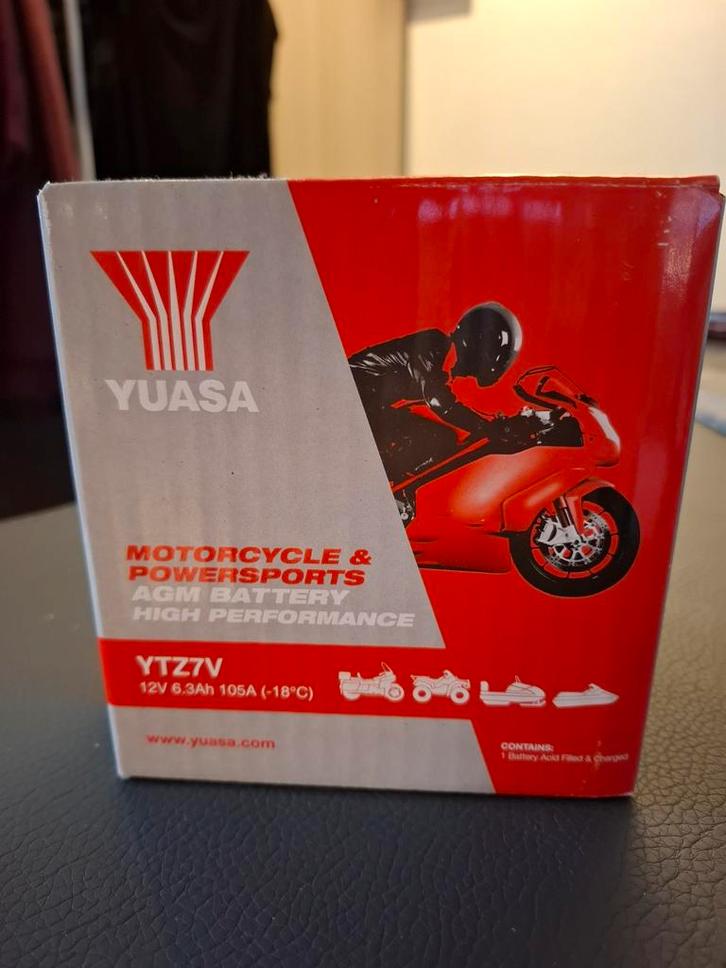 YUASA
MOTORCYCLE &
POWERSPORTS
AGM BATTERY
HIGH PERFORMANCE
YTZ7V
12V 6.3Ah 105A (-18°C)
www.yuasa.com
CONTAINS:
1 Battery Acid Filled & Charged